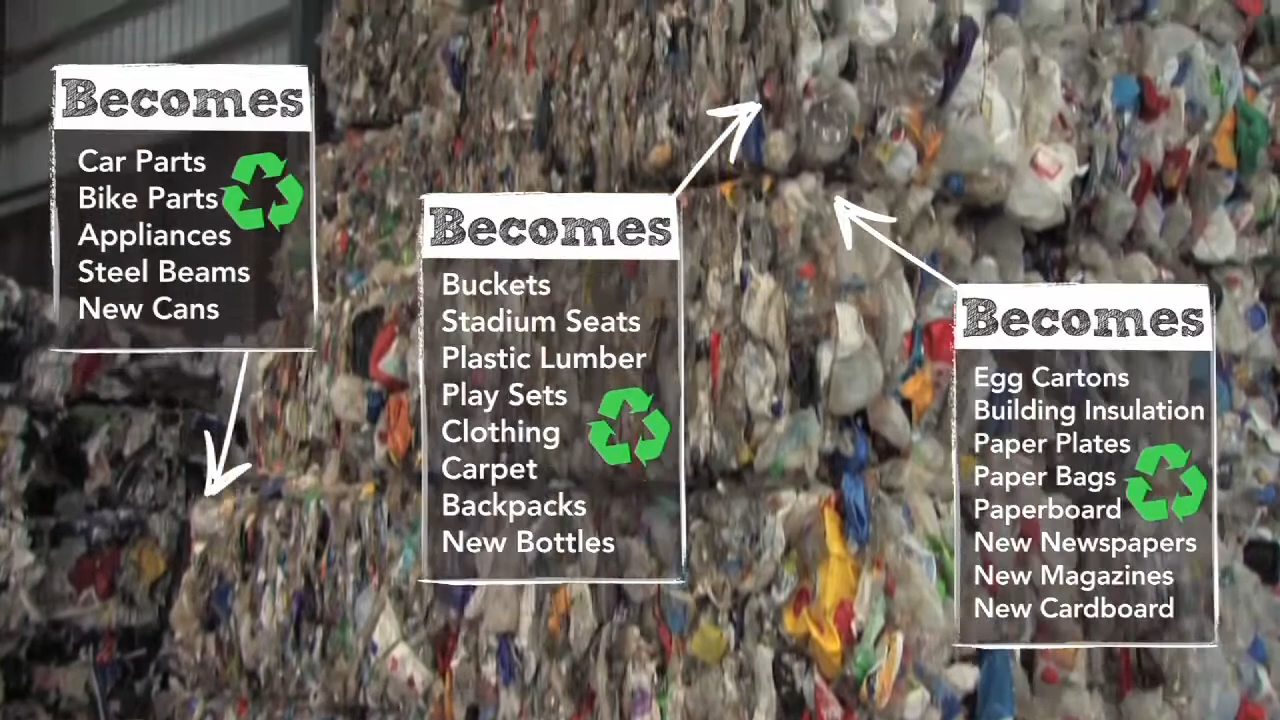 Becomes
Car Parts
Bike Parts
Appliances
Steel Beams
New Cans
Becomes
Buckets
Stadium Seats
Plastic Lumber
Play Sets
Clothing
Carpet
Backpacks
New Bottles
Becomes
Egg Cartons
Building Insulation
Paper Plates
Paper Bags
Paperboard
New Newspapers
New Magazines
New Cardboard